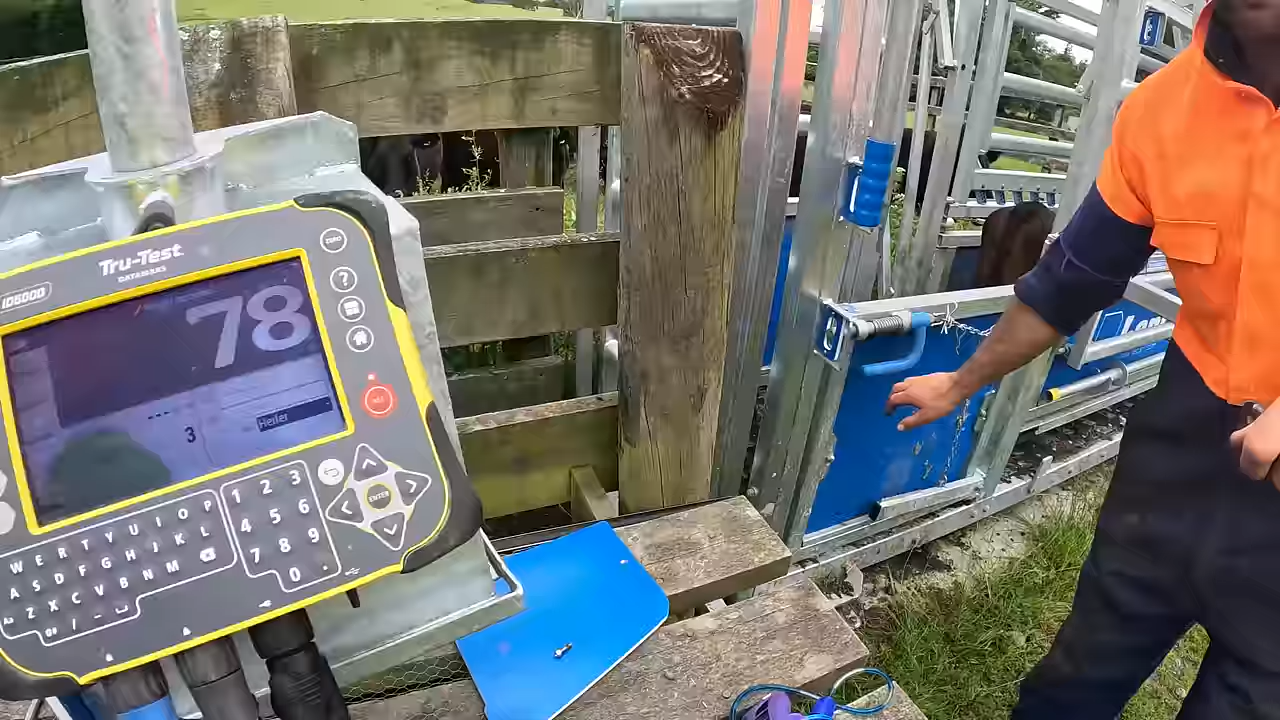 Tru-Test
DATAMARS
ID5000
ZERO
?
78
3
Heifer
ENTER
1 2 3
4 5 6
7 8 9
0 .
W E R T Y U I O P
A S D F G H J K L
Z X C V B N M